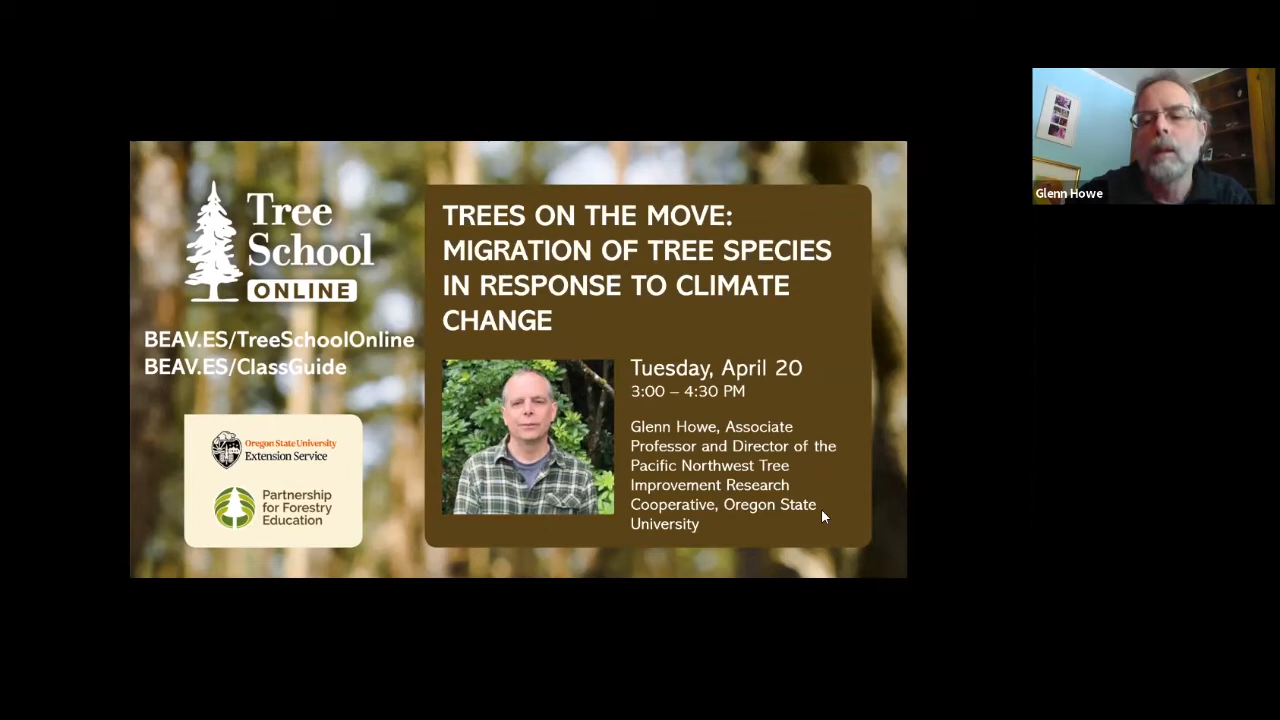 Tree
School
ONLINE
BEAV.ES/TreeSchoolOnline
BEAV.ES/ClassGuide
Oregon State University
Extension Service
Partnership
for Forestry
Education
TREES ON THE MOVE:
MIGRATION OF TREE SPECIES
IN RESPONSE TO CLIMATE
CHANGE
Tuesday, April 20
3:00 – 4:30 PM
Glenn Howe, Associate
Professor and Director of the
Pacific Northwest Tree
Improvement Research
Cooperative, Oregon State
University
Glenn Howe